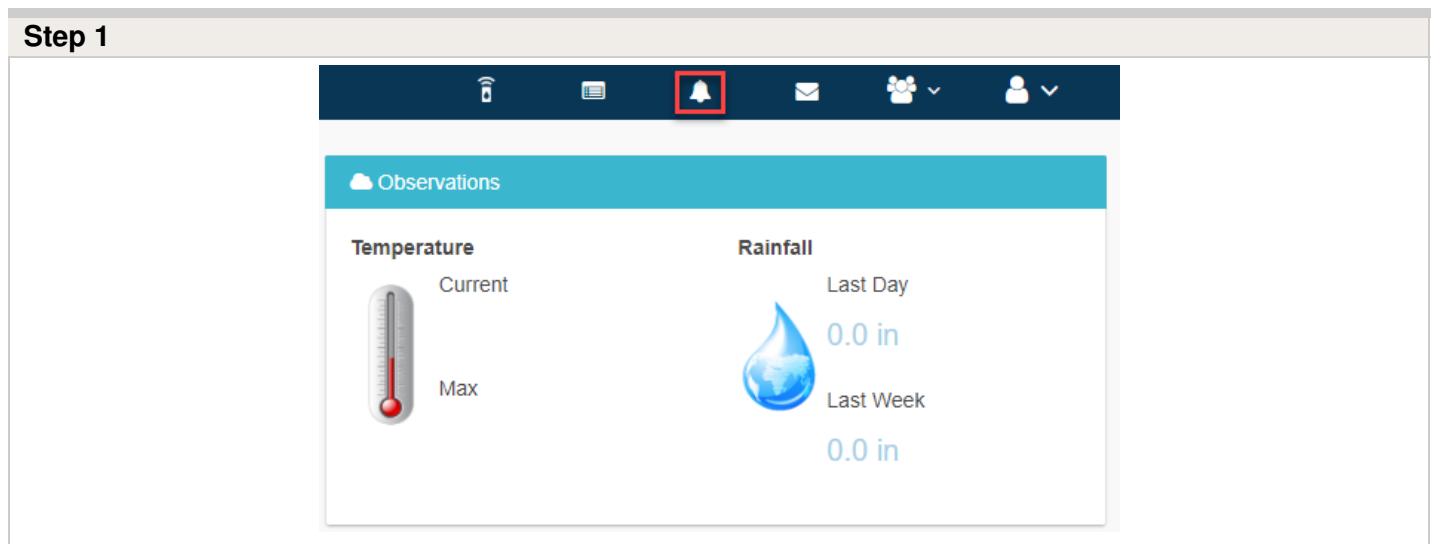 Step 1
Observations
Temperature
Rainfall
Current
Last Day
0.0 in
Max
Last Week
0.0 in